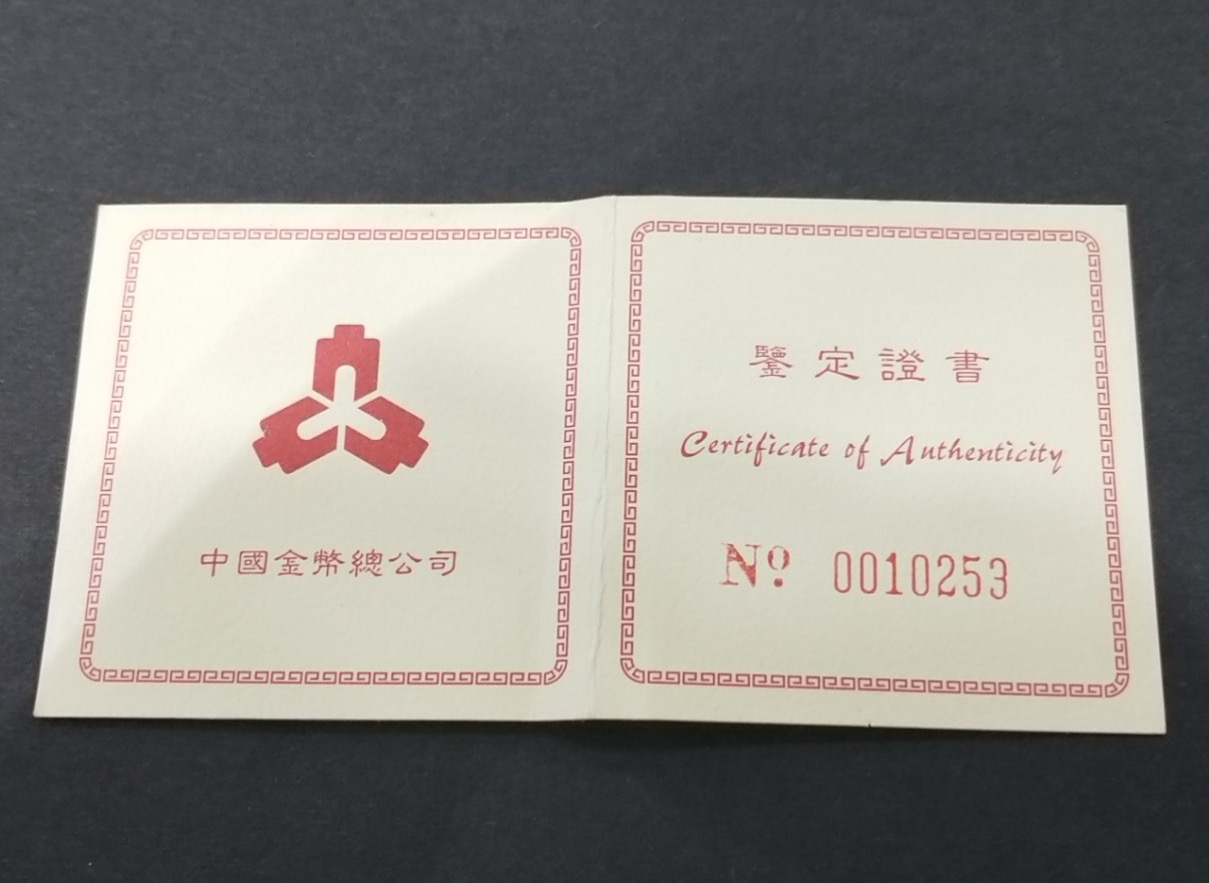 中國金幣總公司
鑒定證書
Certificate of Authenticity
Nº 0010253